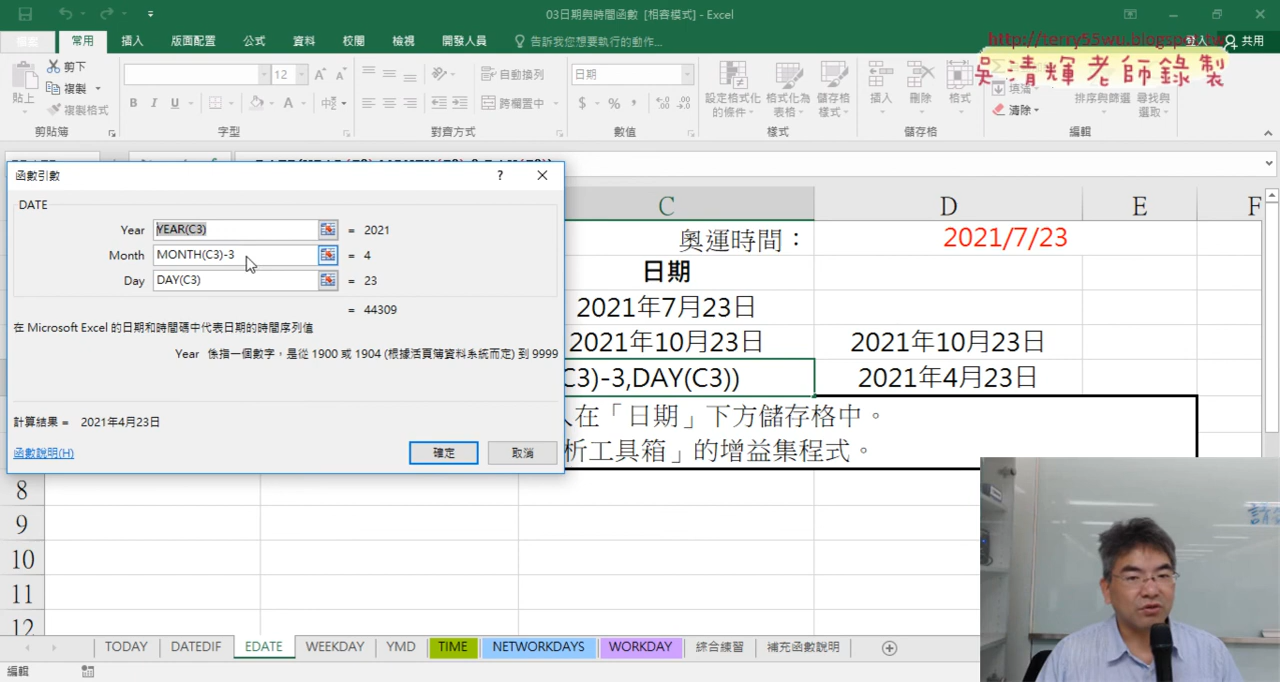 03日期與時間函數 [相容模式] - Excel
常用 插入 版面配置 公式 資料 校閱 檢視 開發人員 告訴我您想要執行的動作... 共用
http://terry55wu.blogspot.tw
吳清輝老師錄製
貼上 剪下 複製 複製格式 剪貼簿
12 B I U 字型
自動換列 跨欄置中 對齊方式
日期 $ % 數值
設定格式化的條件 格式化為表格 儲存格樣式 樣式
插入 刪除 格式 儲存格
清除 排序與篩選 尋找與選取 編輯
函數引數 ?
DATE
Year YEAR(C3) = 2021
Month MONTH(C3)-3 = 4
Day DAY(C3) = 23
= 44309
在 Microsoft Excel 的日期和時間碼中代表日期的時間序列值
Year 係指一個數字，是從 1900 或 1904 (根據活頁簿資料系統而定) 到 9999
計算結果 = 2021年4月23日
函數說明(H) 確定 取消
C D E F
奧運時間： 2021/7/23
日期
2021年7月23日
2021年10月23日 2021年10月23日
C3)-3,DAY(C3)) 2021年4月23日
在「日期」下方儲存格中。
析工具箱」的增益集程式。
8
9
10
11
12
TODAY DATEDIF EDATE WEEKDAY YMD TIME NETWORKDAYS WORKDAY 綜合練習 補充函數說明
編輯